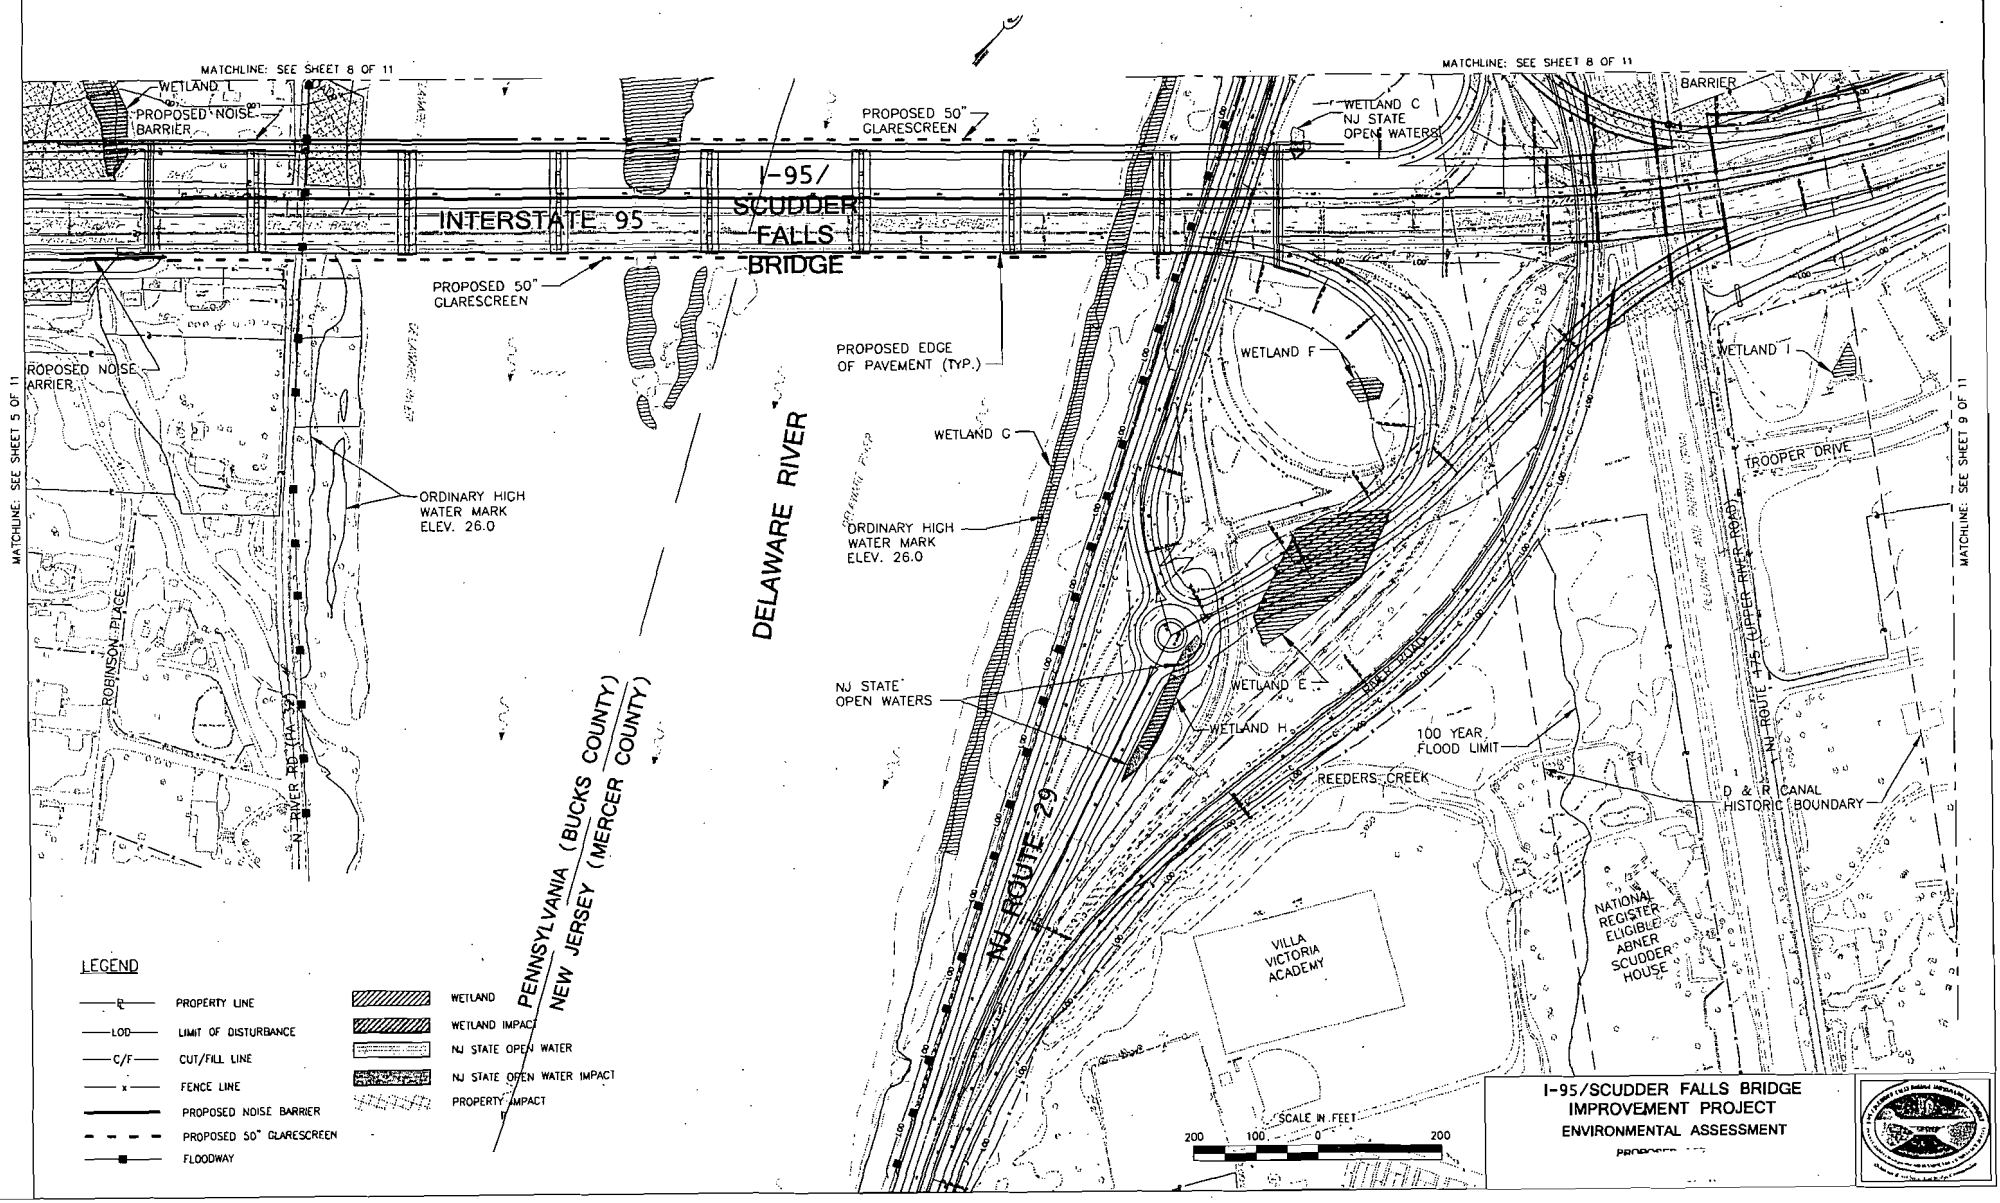 MATCHLINE: SEE SHEET 8 OF 11
MATCHLINE: SEE SHEET 8 OF 11
WETLAND L
PROPOSED NOISE
BARRIER
PROPOSED 50"
GLARESCREEN
WETLAND C
NJ STATE
OPEN WATERS
BARRIER
INTERSTATE 95
I-95/
SCUDDER
FALLS
BRIDGE
PROPOSED 50"
GLARESCREEN
PROPOSED EDGE
OF PAVEMENT (TYP.)
WETLAND F
WETLAND I
ROPOSED NOISE
ARRIER
MATCHLINE: SEE SHEET 5 OF 11
MATCHLINE: SEE SHEET 9 OF 11
WETLAND G
TROOPER DRIVE
ORDINARY HIGH
WATER MARK
ELEV. 26.0
ORDINARY HIGH
WATER MARK
ELEV. 26.0
DELAWARE RIVER
ROBINSON PLACE
N RIVER RD (PA 32)
PENNSYLVANIA (BUCKS COUNTY)
NEW JERSEY (MERCER COUNTY)
NJ STATE
OPEN WATERS
WETLAND E
WETLAND H
RIVER ROAD
NJ ROUTE 175 (UPPER RIVER ROAD)
100 YEAR
FLOOD LIMIT
REEDERS CREEK
D & R CANAL
HISTORIC BOUNDARY
NJ ROUTE 29
VILLA
VICTORIA
ACADEMY
NATIONAL
REGISTER
ELIGIBLE
ABNER
SCUDDER
HOUSE
LEGEND
PROPERTY LINE
LOD LIMIT OF DISTURBANCE
C/F CUT/FILL LINE
x FENCE LINE
PROPOSED NOISE BARRIER
PROPOSED 50" GLARESCREEN
FLOODWAY
WETLAND
WETLAND IMPACT
NJ STATE OPEN WATER
NJ STATE OPEN WATER IMPACT
PROPERTY IMPACT
SCALE IN FEET
200 100 0 200
I-95/SCUDDER FALLS BRIDGE
IMPROVEMENT PROJECT
ENVIRONMENTAL ASSESSMENT